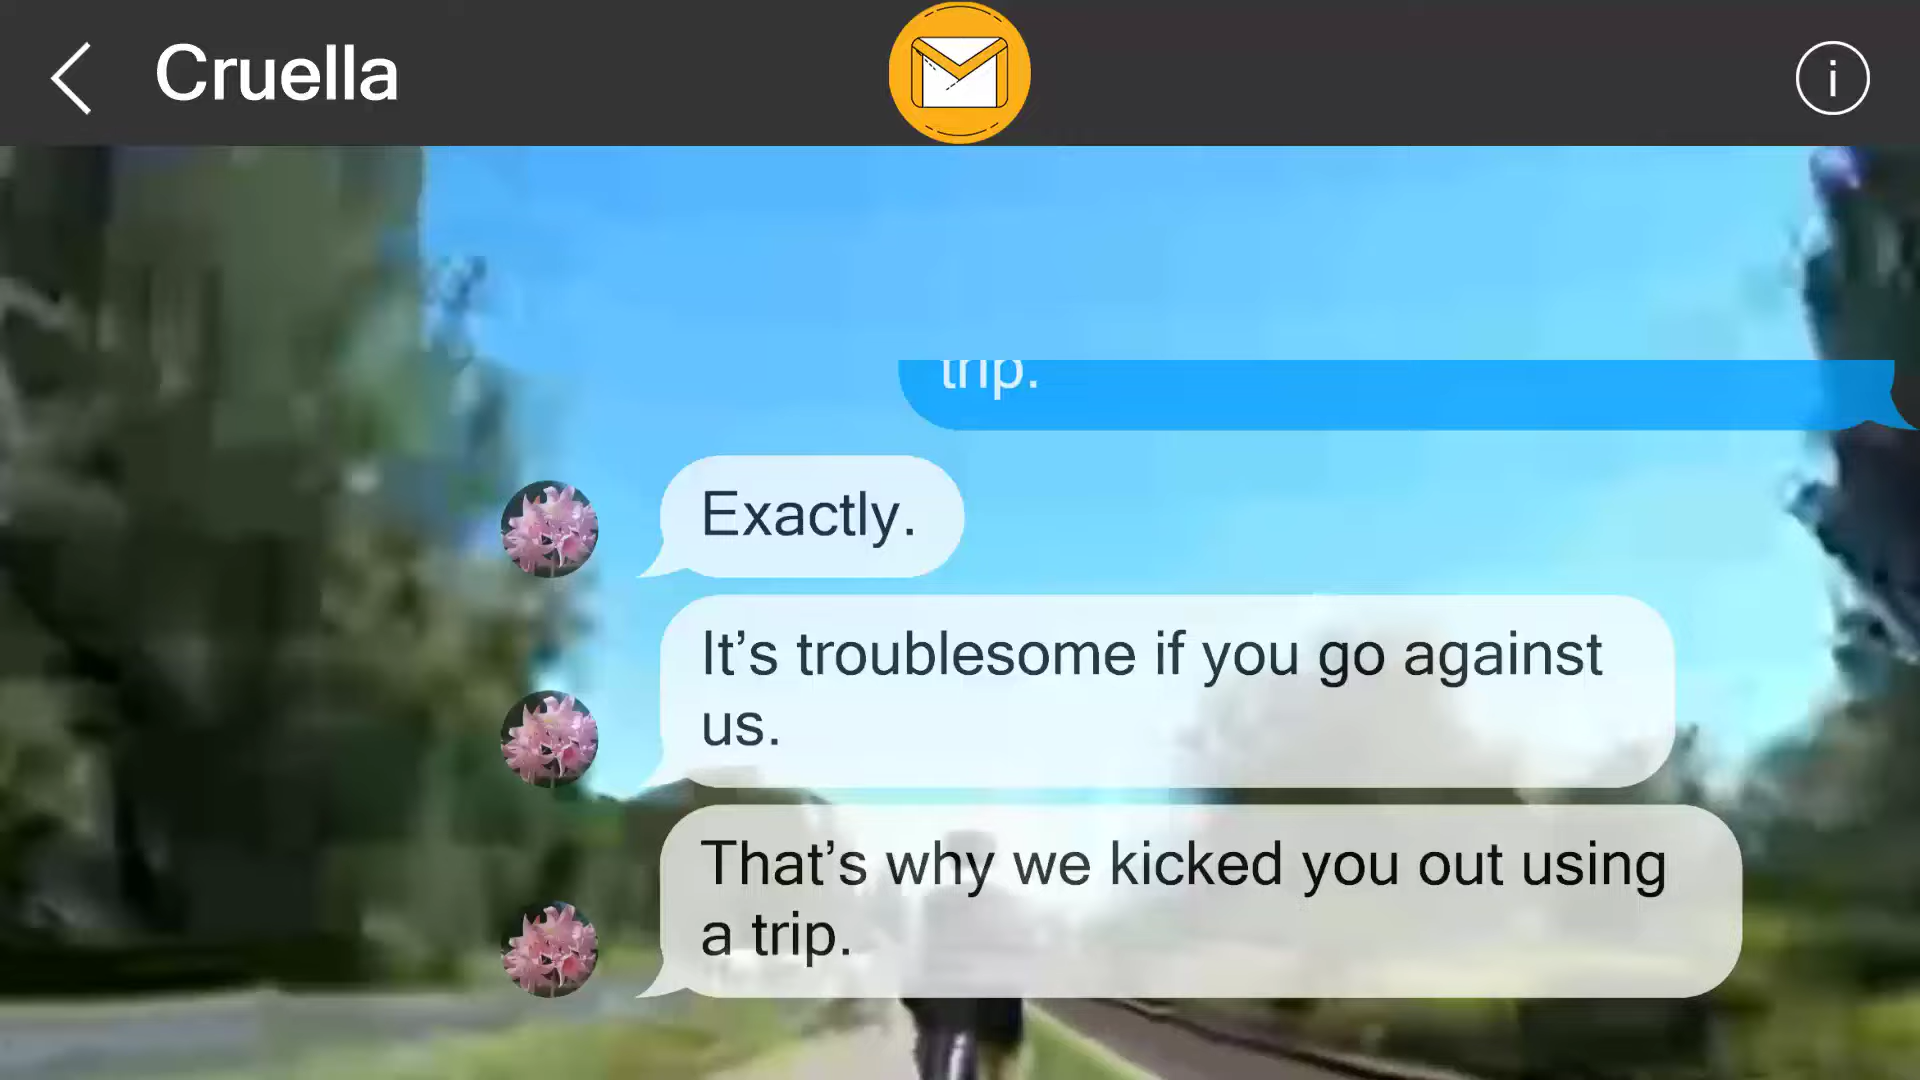 Cruella
trip.
Exactly.
It’s troublesome if you go against
us.
That’s why we kicked you out using
a trip.